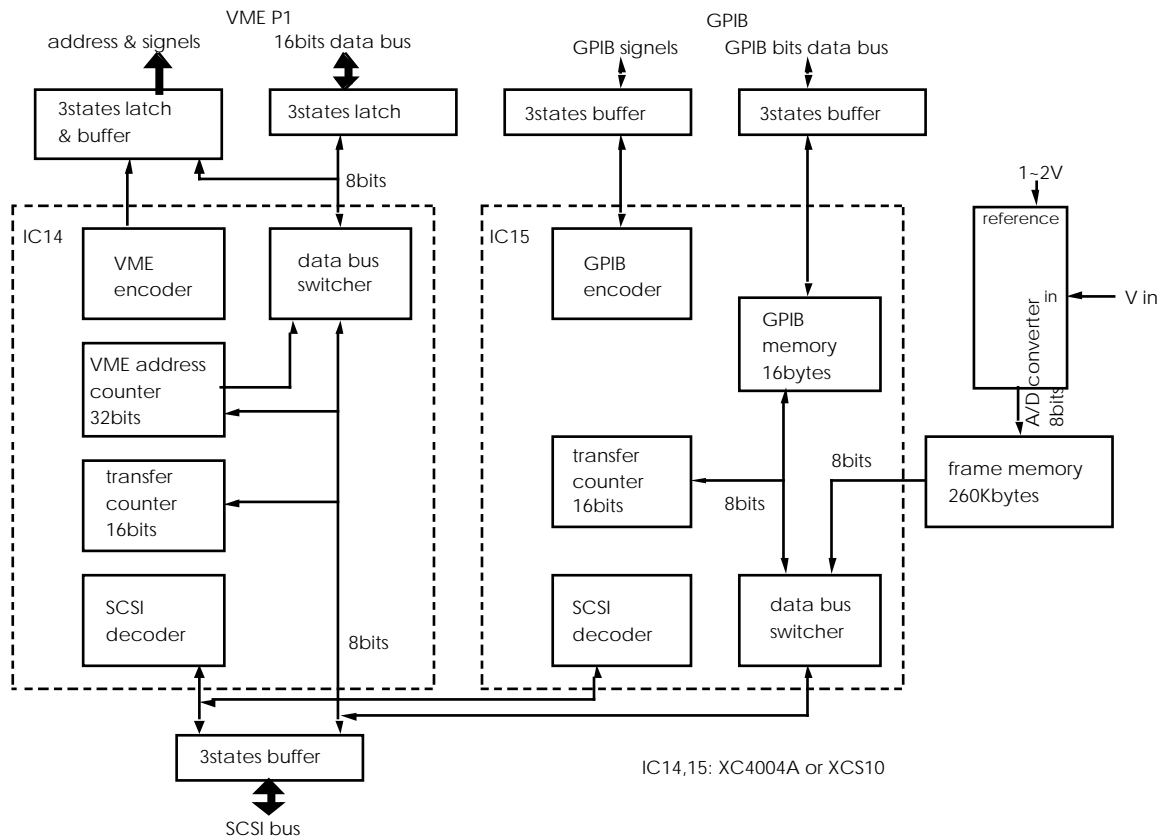 VME P1
GPIB
address & signels
16bits data bus
GPIB signels
GPIB bits data bus
3states latch
& buffer
3states latch
3states buffer
3states buffer
8bits
1~2V
reference
in
A/D converter
8bits
V in
IC14
VME
encoder
data bus
switcher
IC15
GPIB
encoder
GPIB
memory
16bytes
VME address
counter
32bits
transfer
counter
16bits
transfer
counter
16bits
8bits
8bits
frame memory
260Kbytes
SCSI
decoder
8bits
SCSI
decoder
data bus
switcher
3states buffer
IC14,15: XC4004A or XCS10
SCSI bus